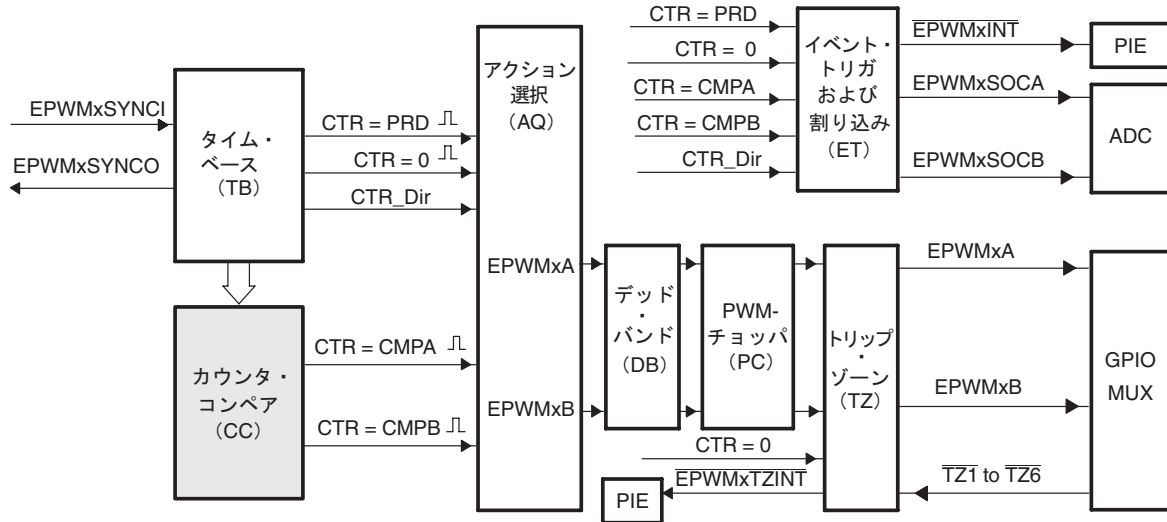 EPWMxSYNCI
EPWMxSYNCO
タイム・
ベース
(TB)
CTR = PRD
CTR = 0
CTR_Dir
カウンタ・
コンペア
(CC)
CTR = CMPA
CTR = CMPB
アクション
選択
(AQ)
EPWMxA
EPWMxB
CTR = PRD
CTR = 0
CTR = CMPA
CTR = CMPB
CTR_Dir
イベント・
トリガ
および
割り込み
(ET)
EPWMxINT
EPWMxSOCA
EPWMxSOCB
PIE
ADC
デッド
・
バンド
(DB)
PWM-
チョッパ
(PC)
トリップ
・
ゾーン
(TZ)
CTR = 0
EPWMxTZINT
PIE
EPWMxA
EPWMxB
TZ1 to TZ6
GPIO
MUX